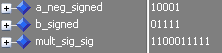 a_neg_signed 10001
b_signed 01111
mult_sig_sig 1100011111